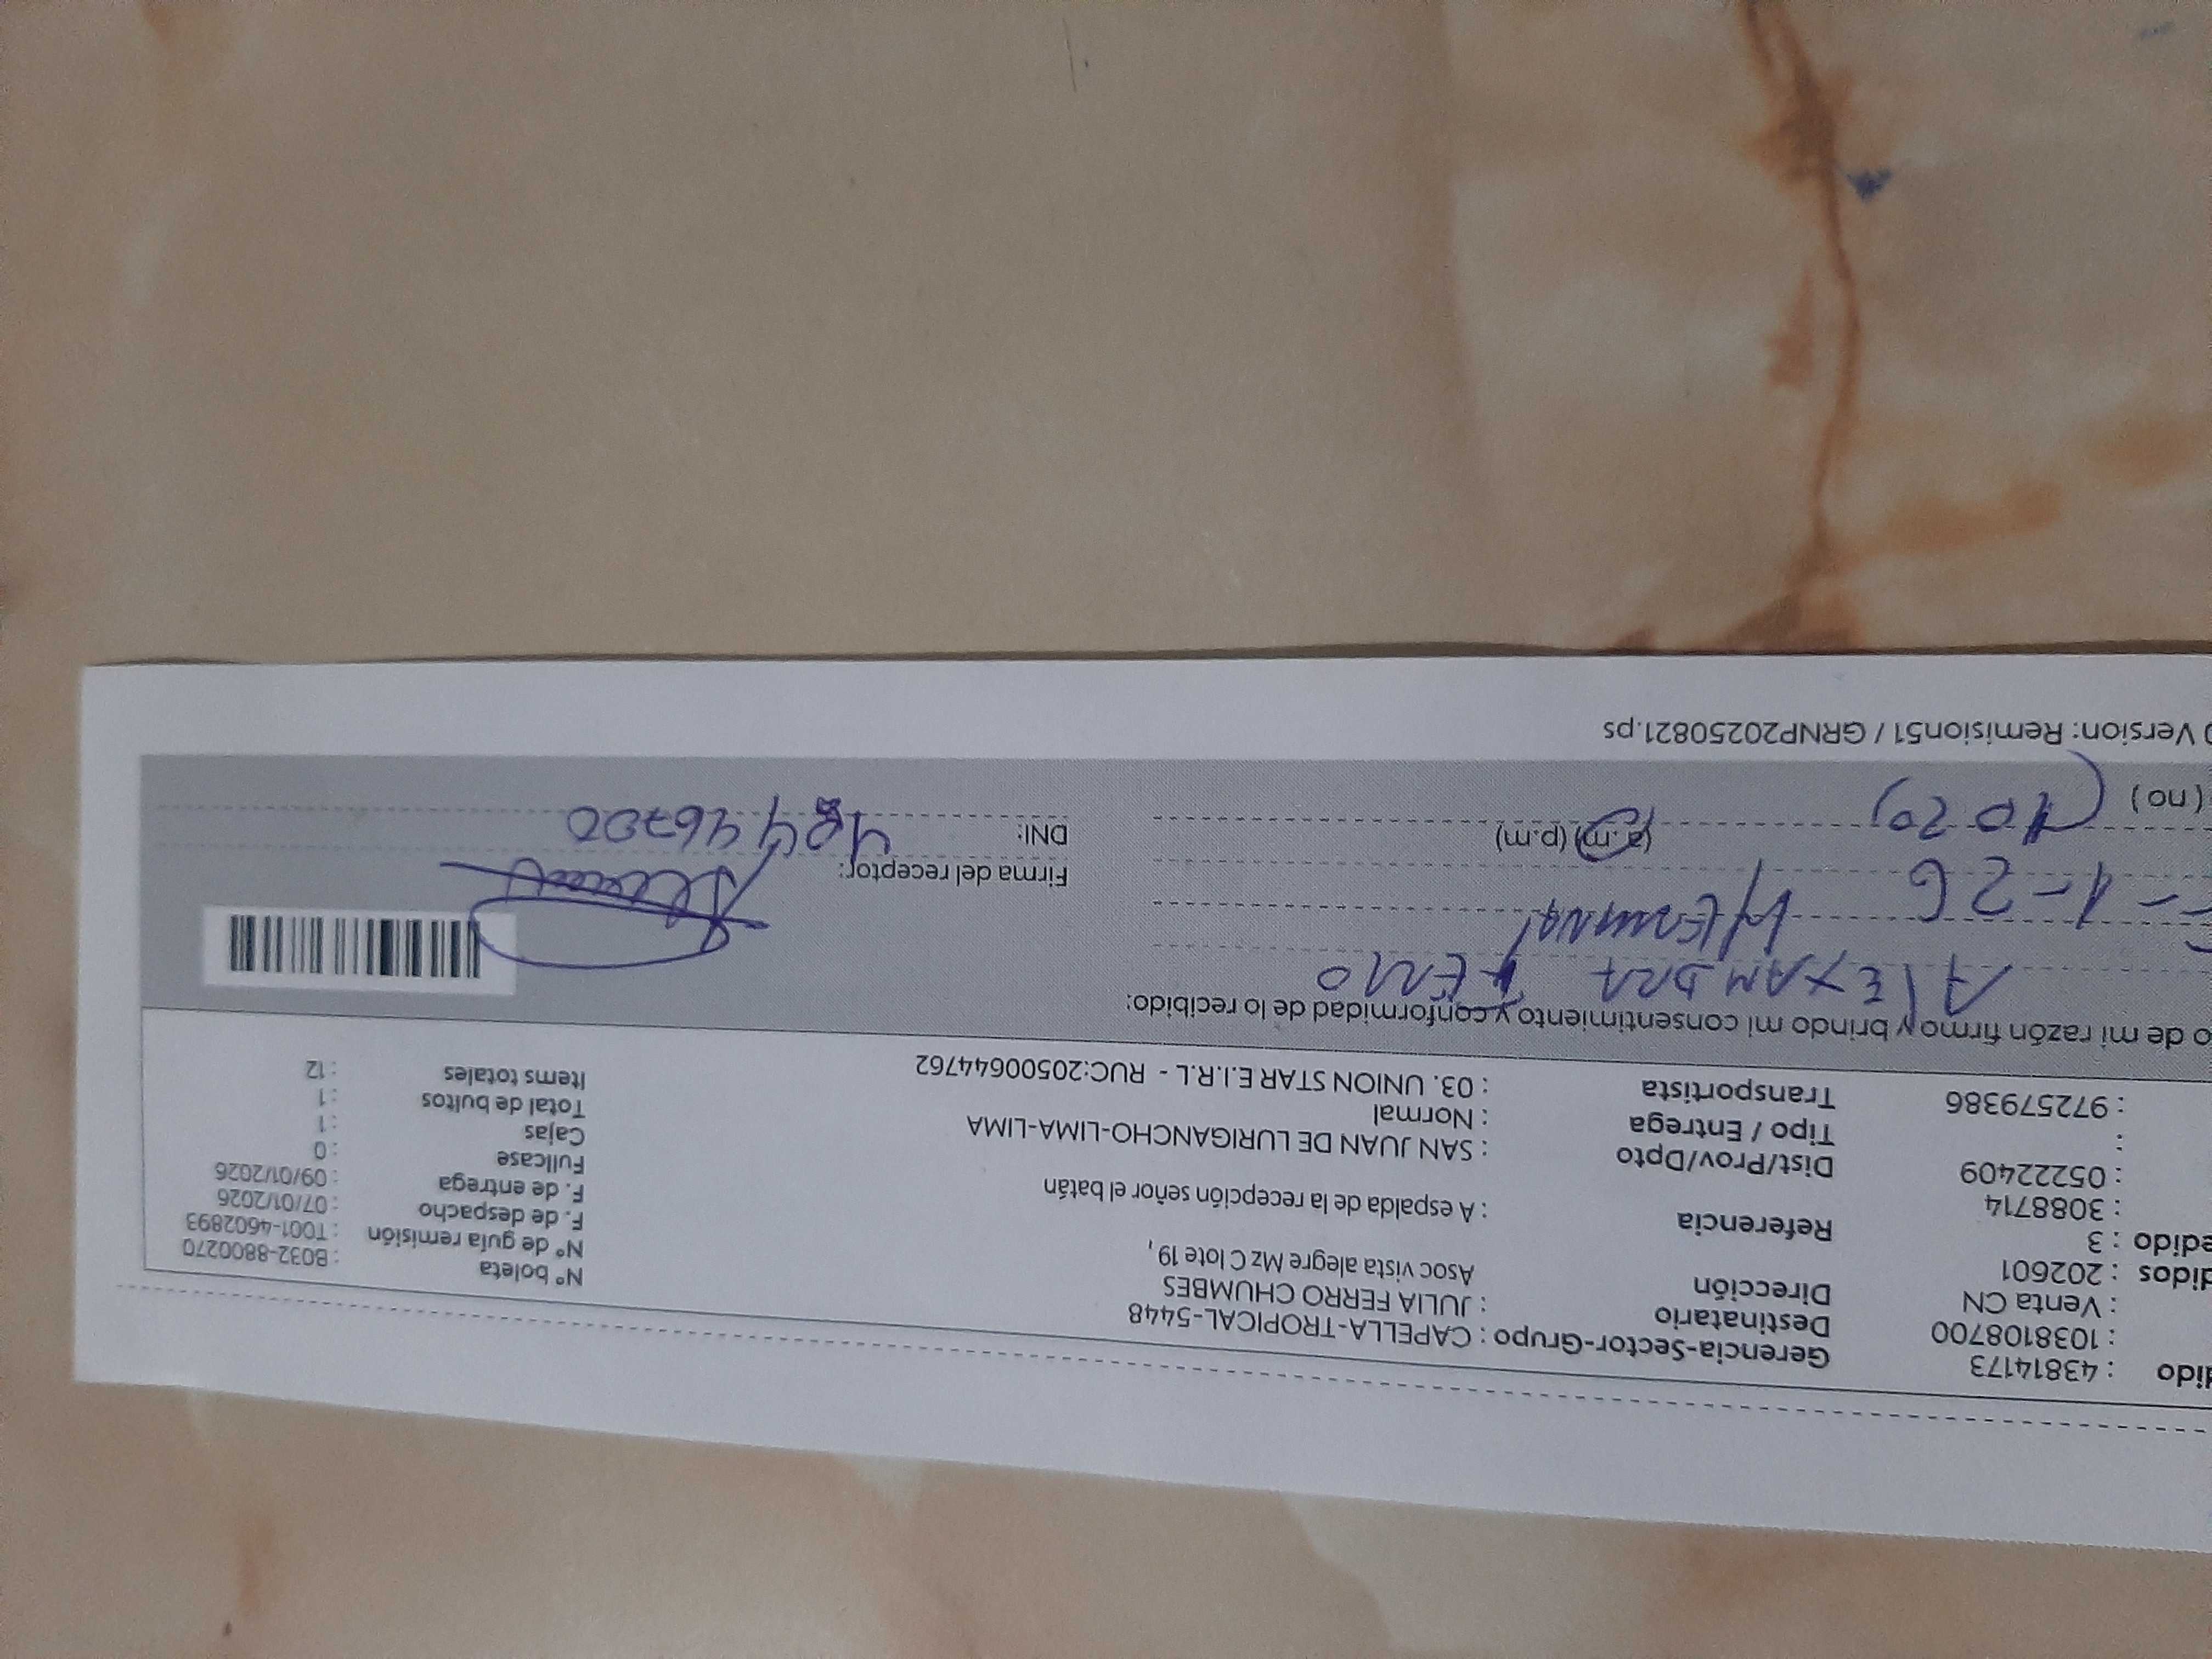 dido : 43814173
: 1038108700
: Venta CN
didos : 202601
edido : 3
: 3088714
: 05222409
:
: 972579386
Gerencia-Sector-Grupo : CAPELLA-TROPICAL-5448
Destinatario : JULIA FERRO CHUMBES
Dirección Asoc vista alegre Mz C lote 19,
Referencia : A espalda de la recepción señor el batán
Dist/Prov/Dpto : SAN JUAN DE LURIGANCHO-LIMA-LIMA
Tipo / Entrega : Normal
Transportista : 03. UNION STAR E.I.R.L - RUC:20500644762
N° boleta : B032-8800270
N° de guía remisión : T001-4602893
F. de despacho : 07/01/2026
F. de entrega : 09/01/2026
Fullcase : 0
Cajas : 1
Total de bultos : 1
Items totales : 12
o de mi razón firmo y brindo mi consentimiento y conformidad de lo recibido:
AlEXANDRA
HERMANA
-1-26
Firma del receptor:
(10 20) (a.m) (p.m)
DNI:
(no)
0 Version: Remision51 / GRNP20250821.ps